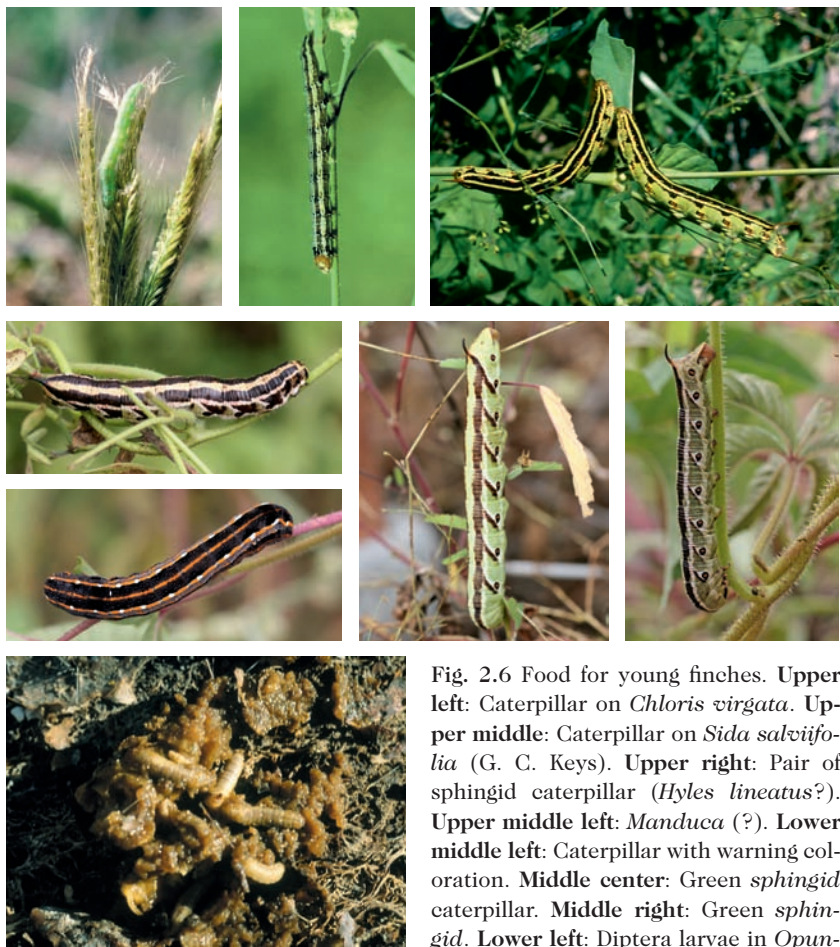 Fig. 2.6 Food for young finches. Upper
left: Caterpillar on Chloris virgata. Up-
per middle: Caterpillar on Sida salviifo-
lia (G. C. Keys). Upper right: Pair of
sphingid caterpillar (Hyles lineatus?).
Upper middle left: Manduca (?). Lower
middle left: Caterpillar with warning col-
oration. Middle center: Green sphingid
caterpillar. Middle right: Green sphin-
gid. Lower left: Diptera larvae in Opun-